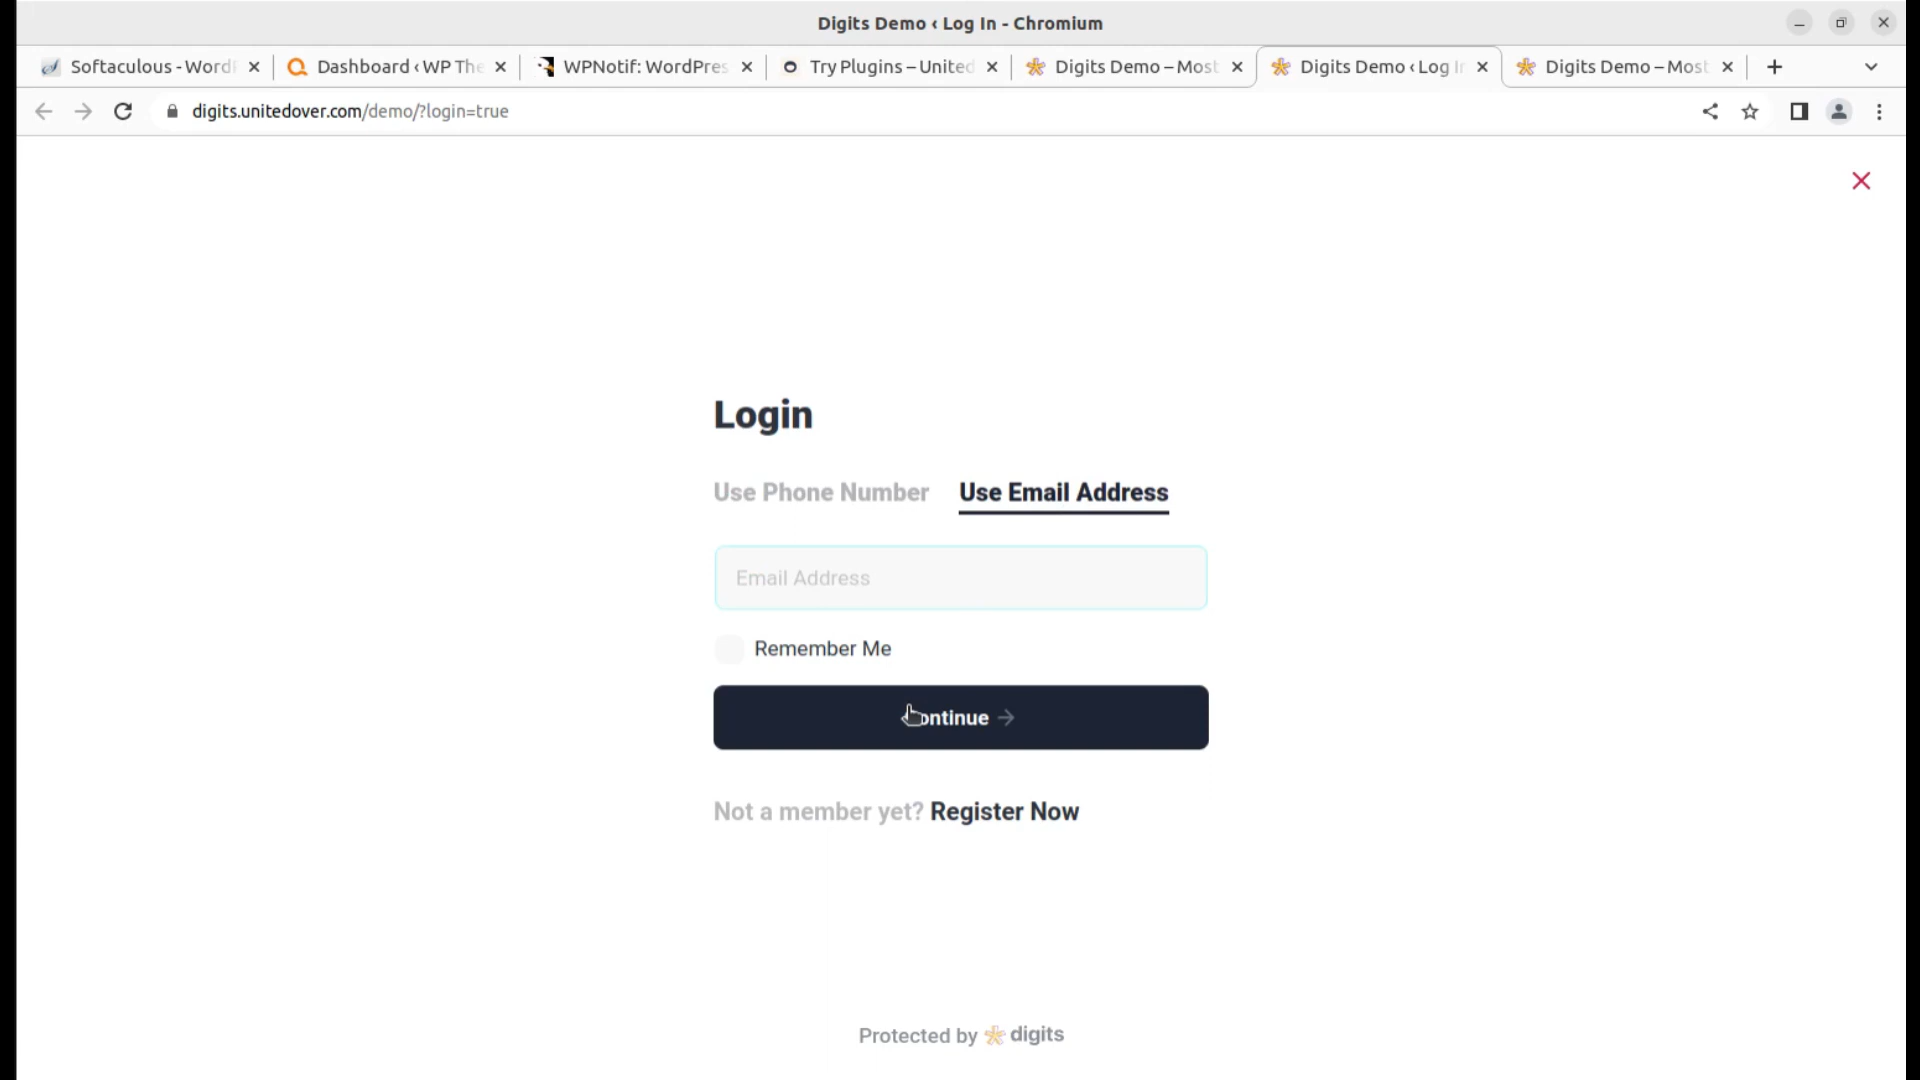 Digits Demo ‹ Log In - Chromium
Softaculous - Word
Dashboard ‹ WP The
WPNotif: WordPres
Try Plugins – United
Digits Demo – Most
Digits Demo ‹ Log In
Digits Demo – Most
digits.unitedover.com/demo/?login=true
Login
Use Phone Number Use Email Address
Email Address
Remember Me
Continue →
Not a member yet? Register Now
Protected by digits